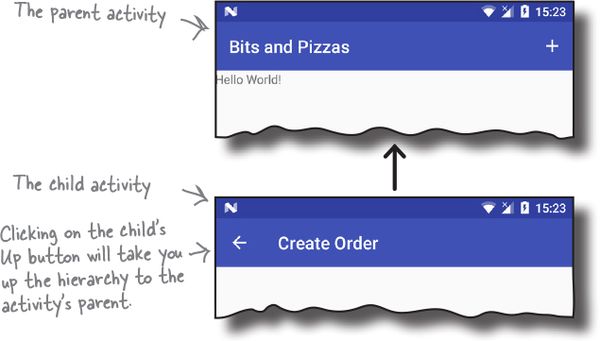 The parent activity
15:23
Bits and Pizzas +
Hello World!
The child activity
15:23
Create Order
Clicking on the child's
Up button will take you
up the hierarchy to the
activity's parent.